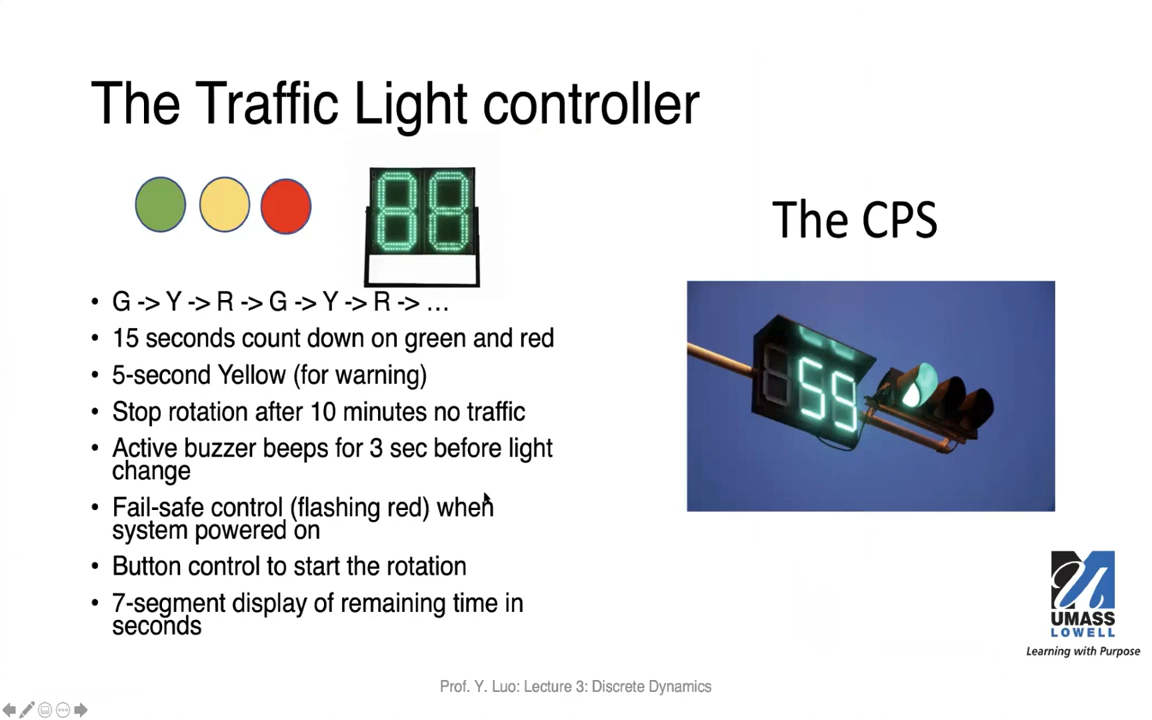 The Traffic Light controller
88
The CPS
• G -> Y -> R -> G -> Y -> R -> ...
• 15 seconds count down on green and red
59
• 5-second Yellow (for warning)
• Stop rotation after 10 minutes no traffic
• Active buzzer beeps for 3 sec before light
change
• Fail-safe control (flashing red) when
system powered on
• Button control to start the rotation
• 7-segment display of remaining time in
seconds
UMASS
LOWELL
Learning with Purpose
Prof. Y. Luo: Lecture 3: Discrete Dynamics